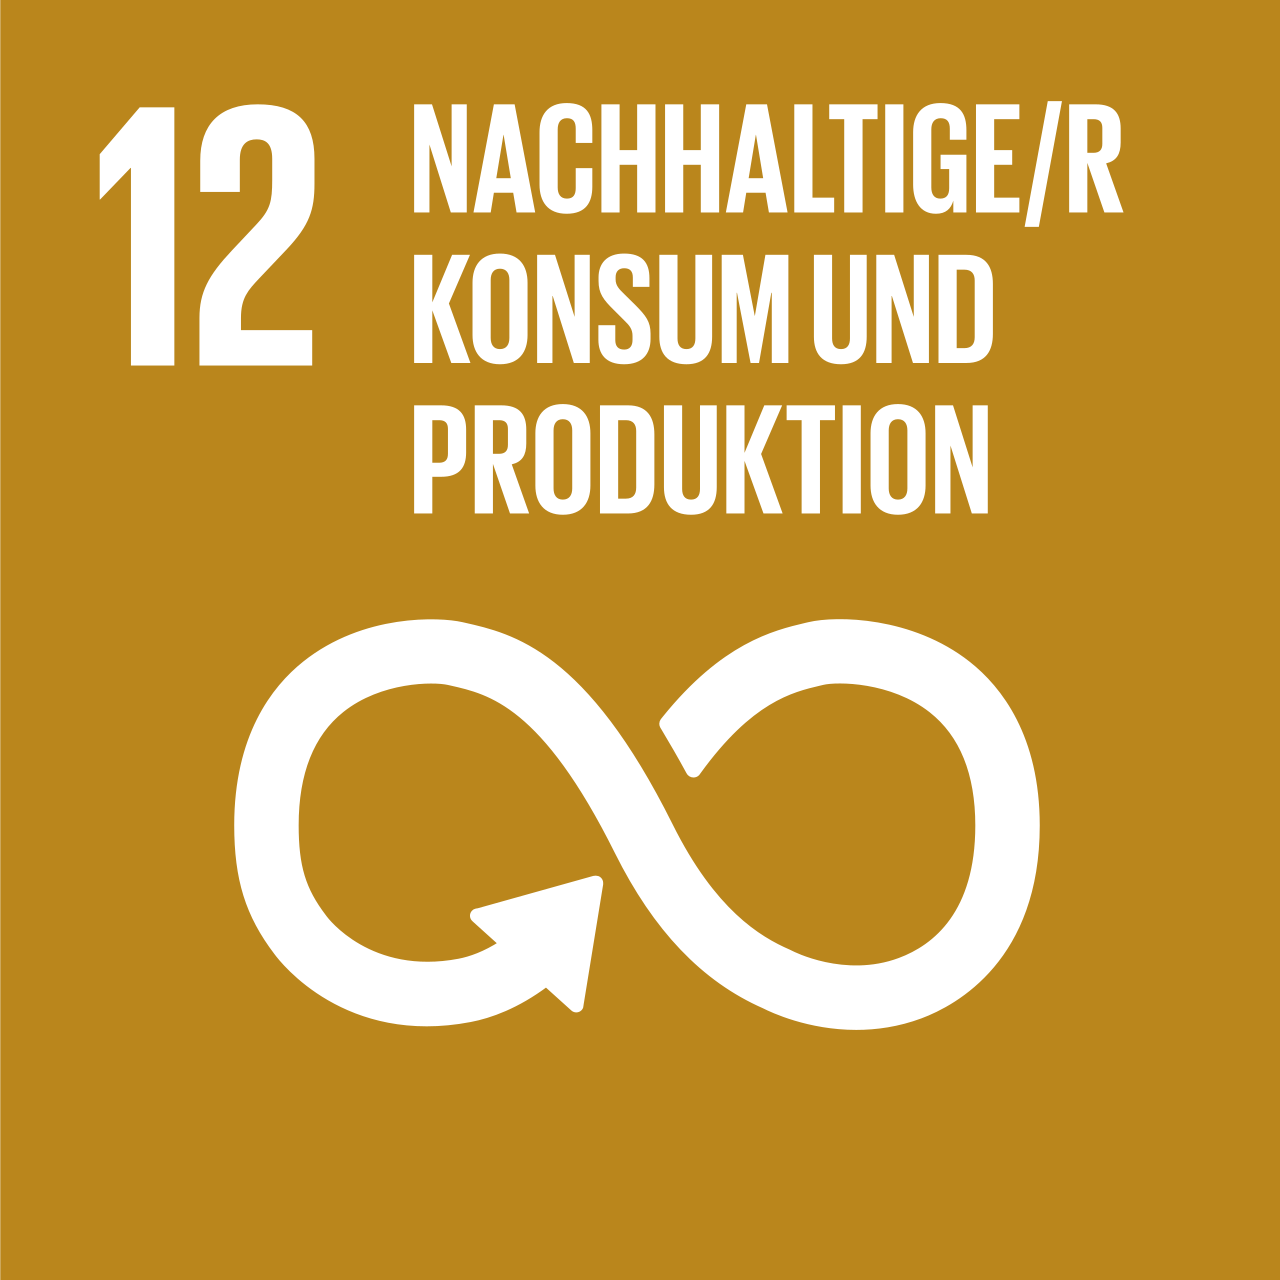 12
NACHHALTIGE/R
KONSUM UND
PRODUKTION